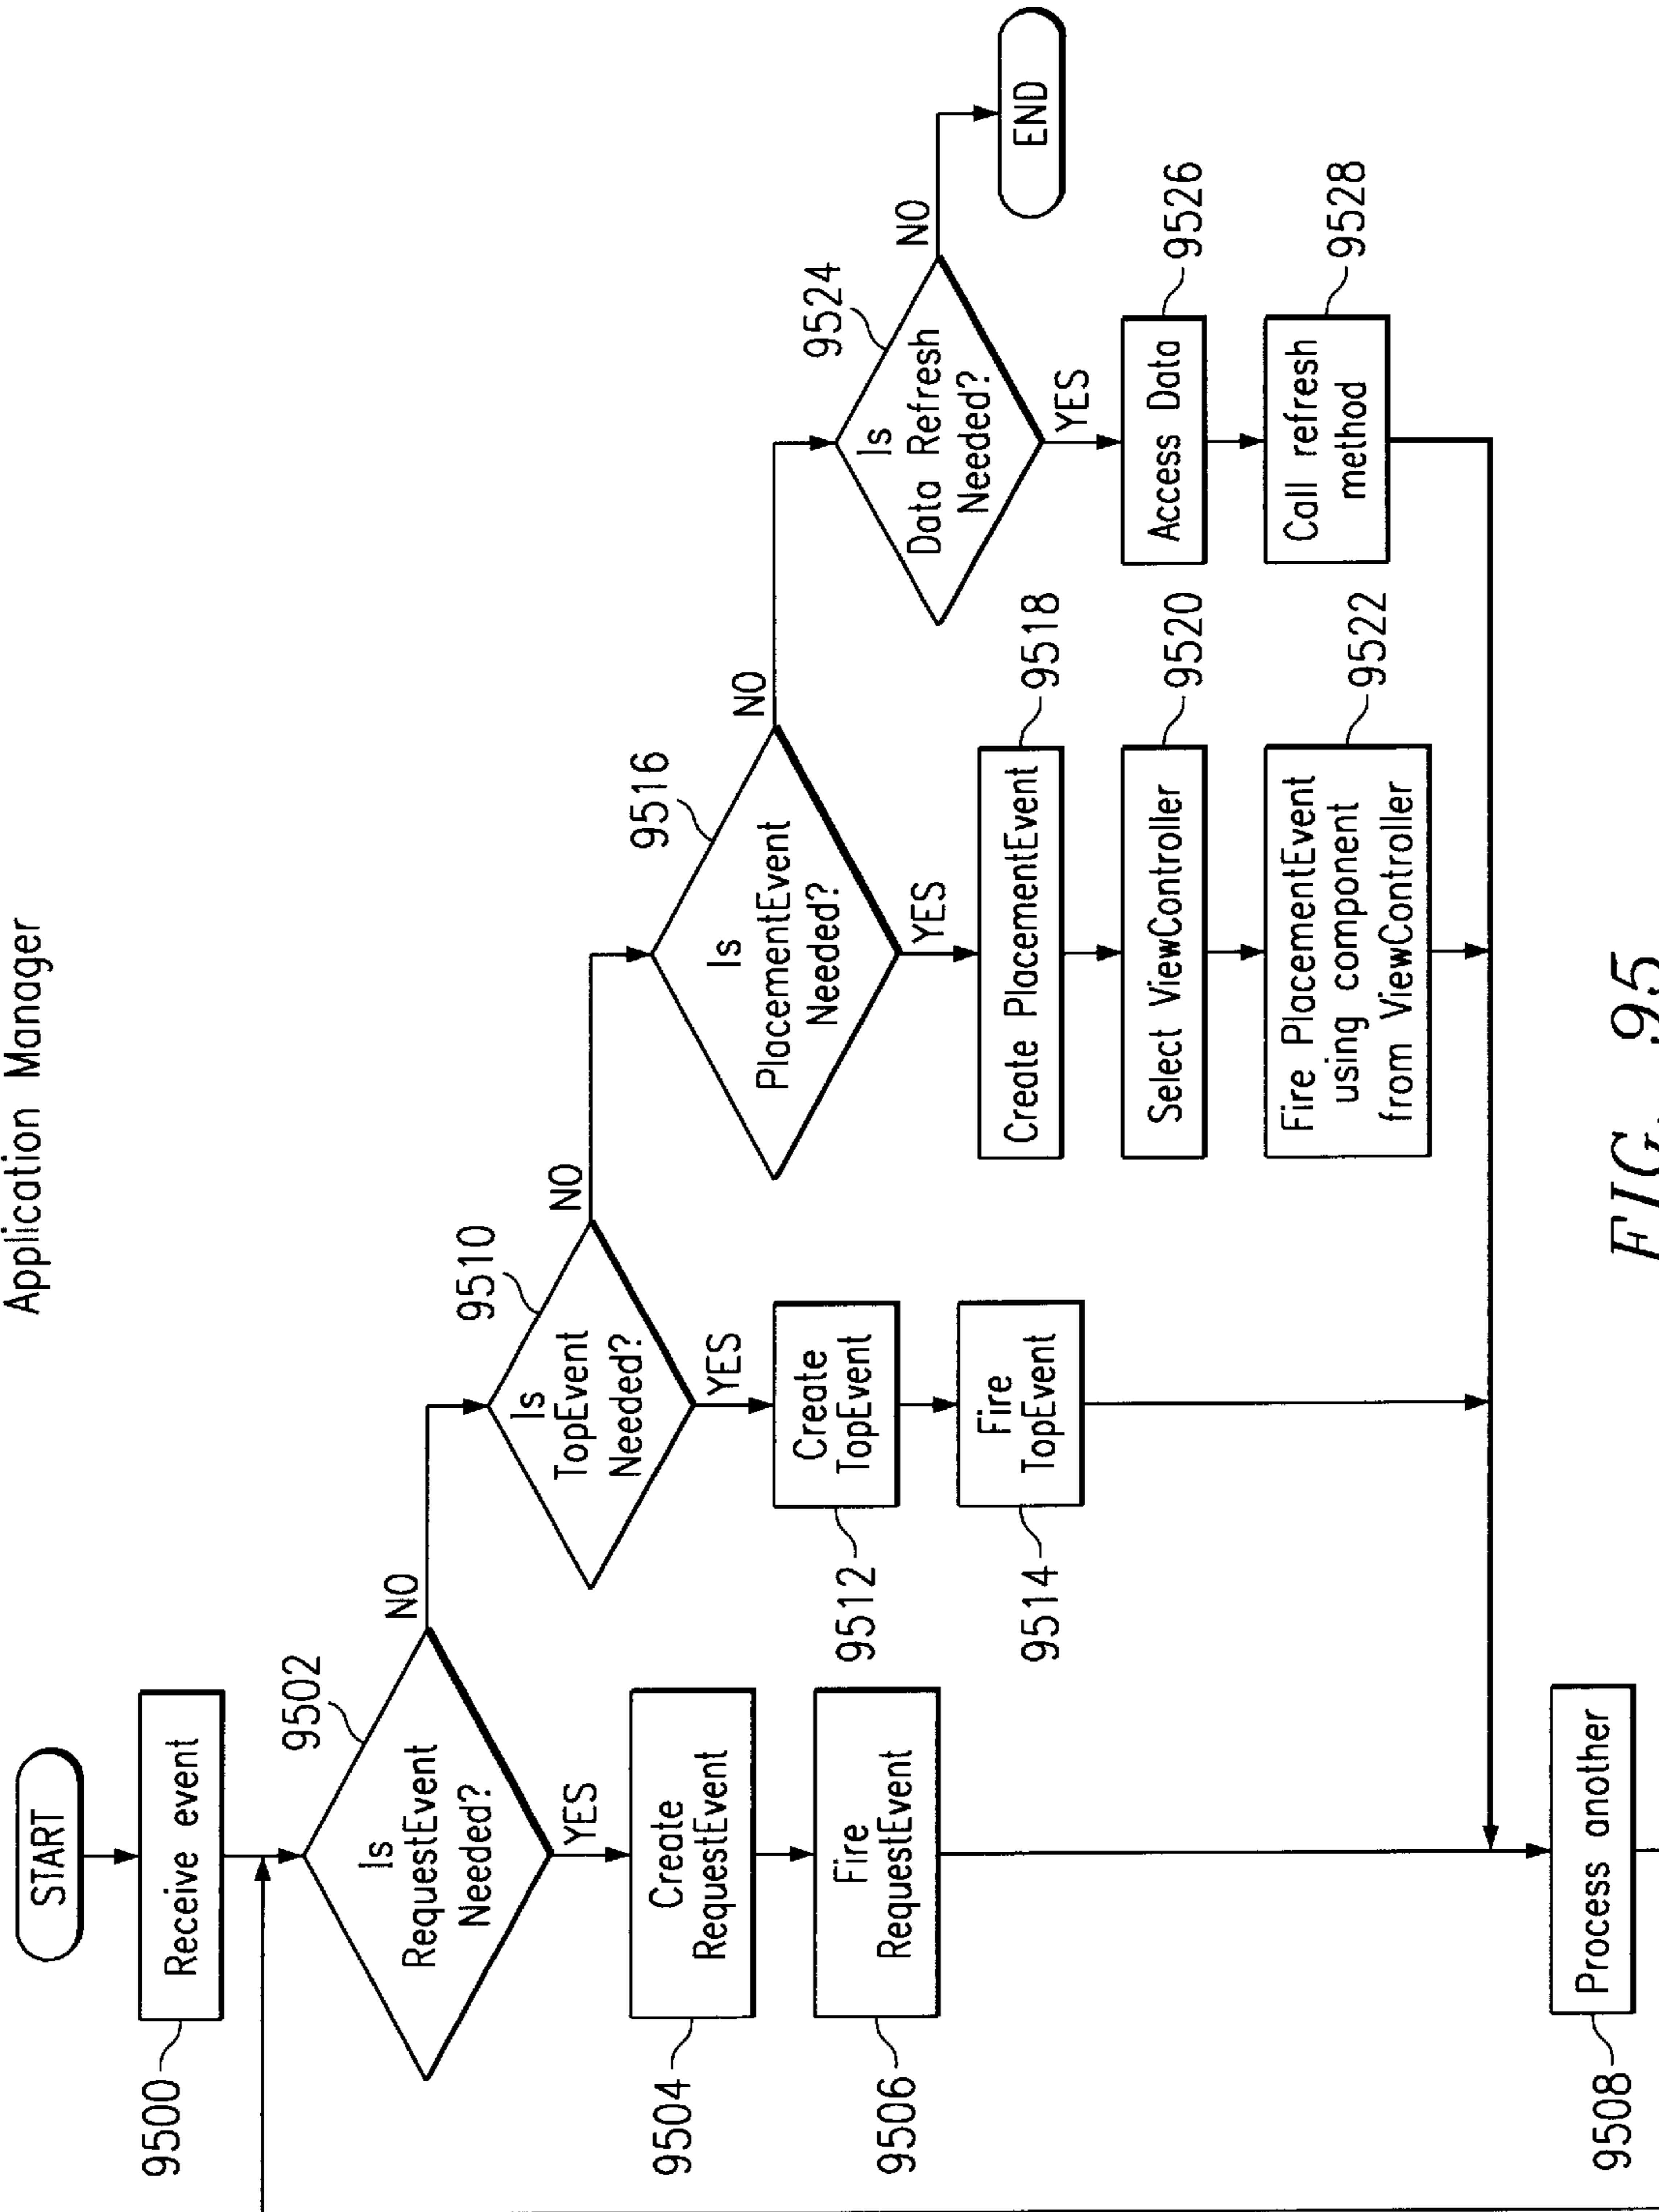 Application Manager
START
Receive event
9500
Is
RequestEvent
Needed?
9502
NO
YES
Create
RequestEvent
9504
Fire
RequestEvent
9506
Process another
9508
Is
TopEvent
Needed?
9510
NO
YES
Create
TopEvent
9512
Fire
TopEvent
9514
Is
PlacementEvent
Needed?
9516
NO
YES
Create PlacementEvent
9518
Select ViewController
9520
Fire PlacementEvent
using component
from ViewController
9522
Is
Data Refresh
Needed?
9524
NO
YES
Access Data
9526
Call refresh
method
9528
END
FIG. 95